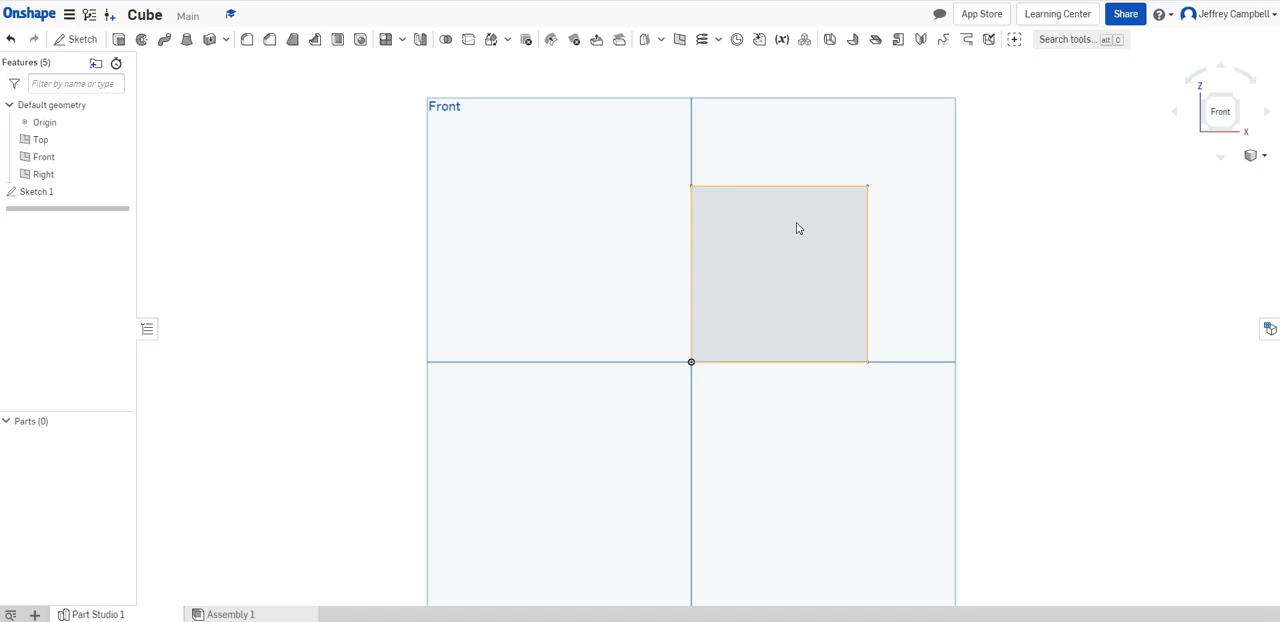 Onshape Cube Main App Store Learning Center Share Jeffrey Campbell
Sketch Search tools... alt C
Features (5)
Filter by name or type
Default geometry
Origin
Top
Front
Right
Sketch 1
Parts (0)
Front
Z
Front
X
Part Studio 1 Assembly 1